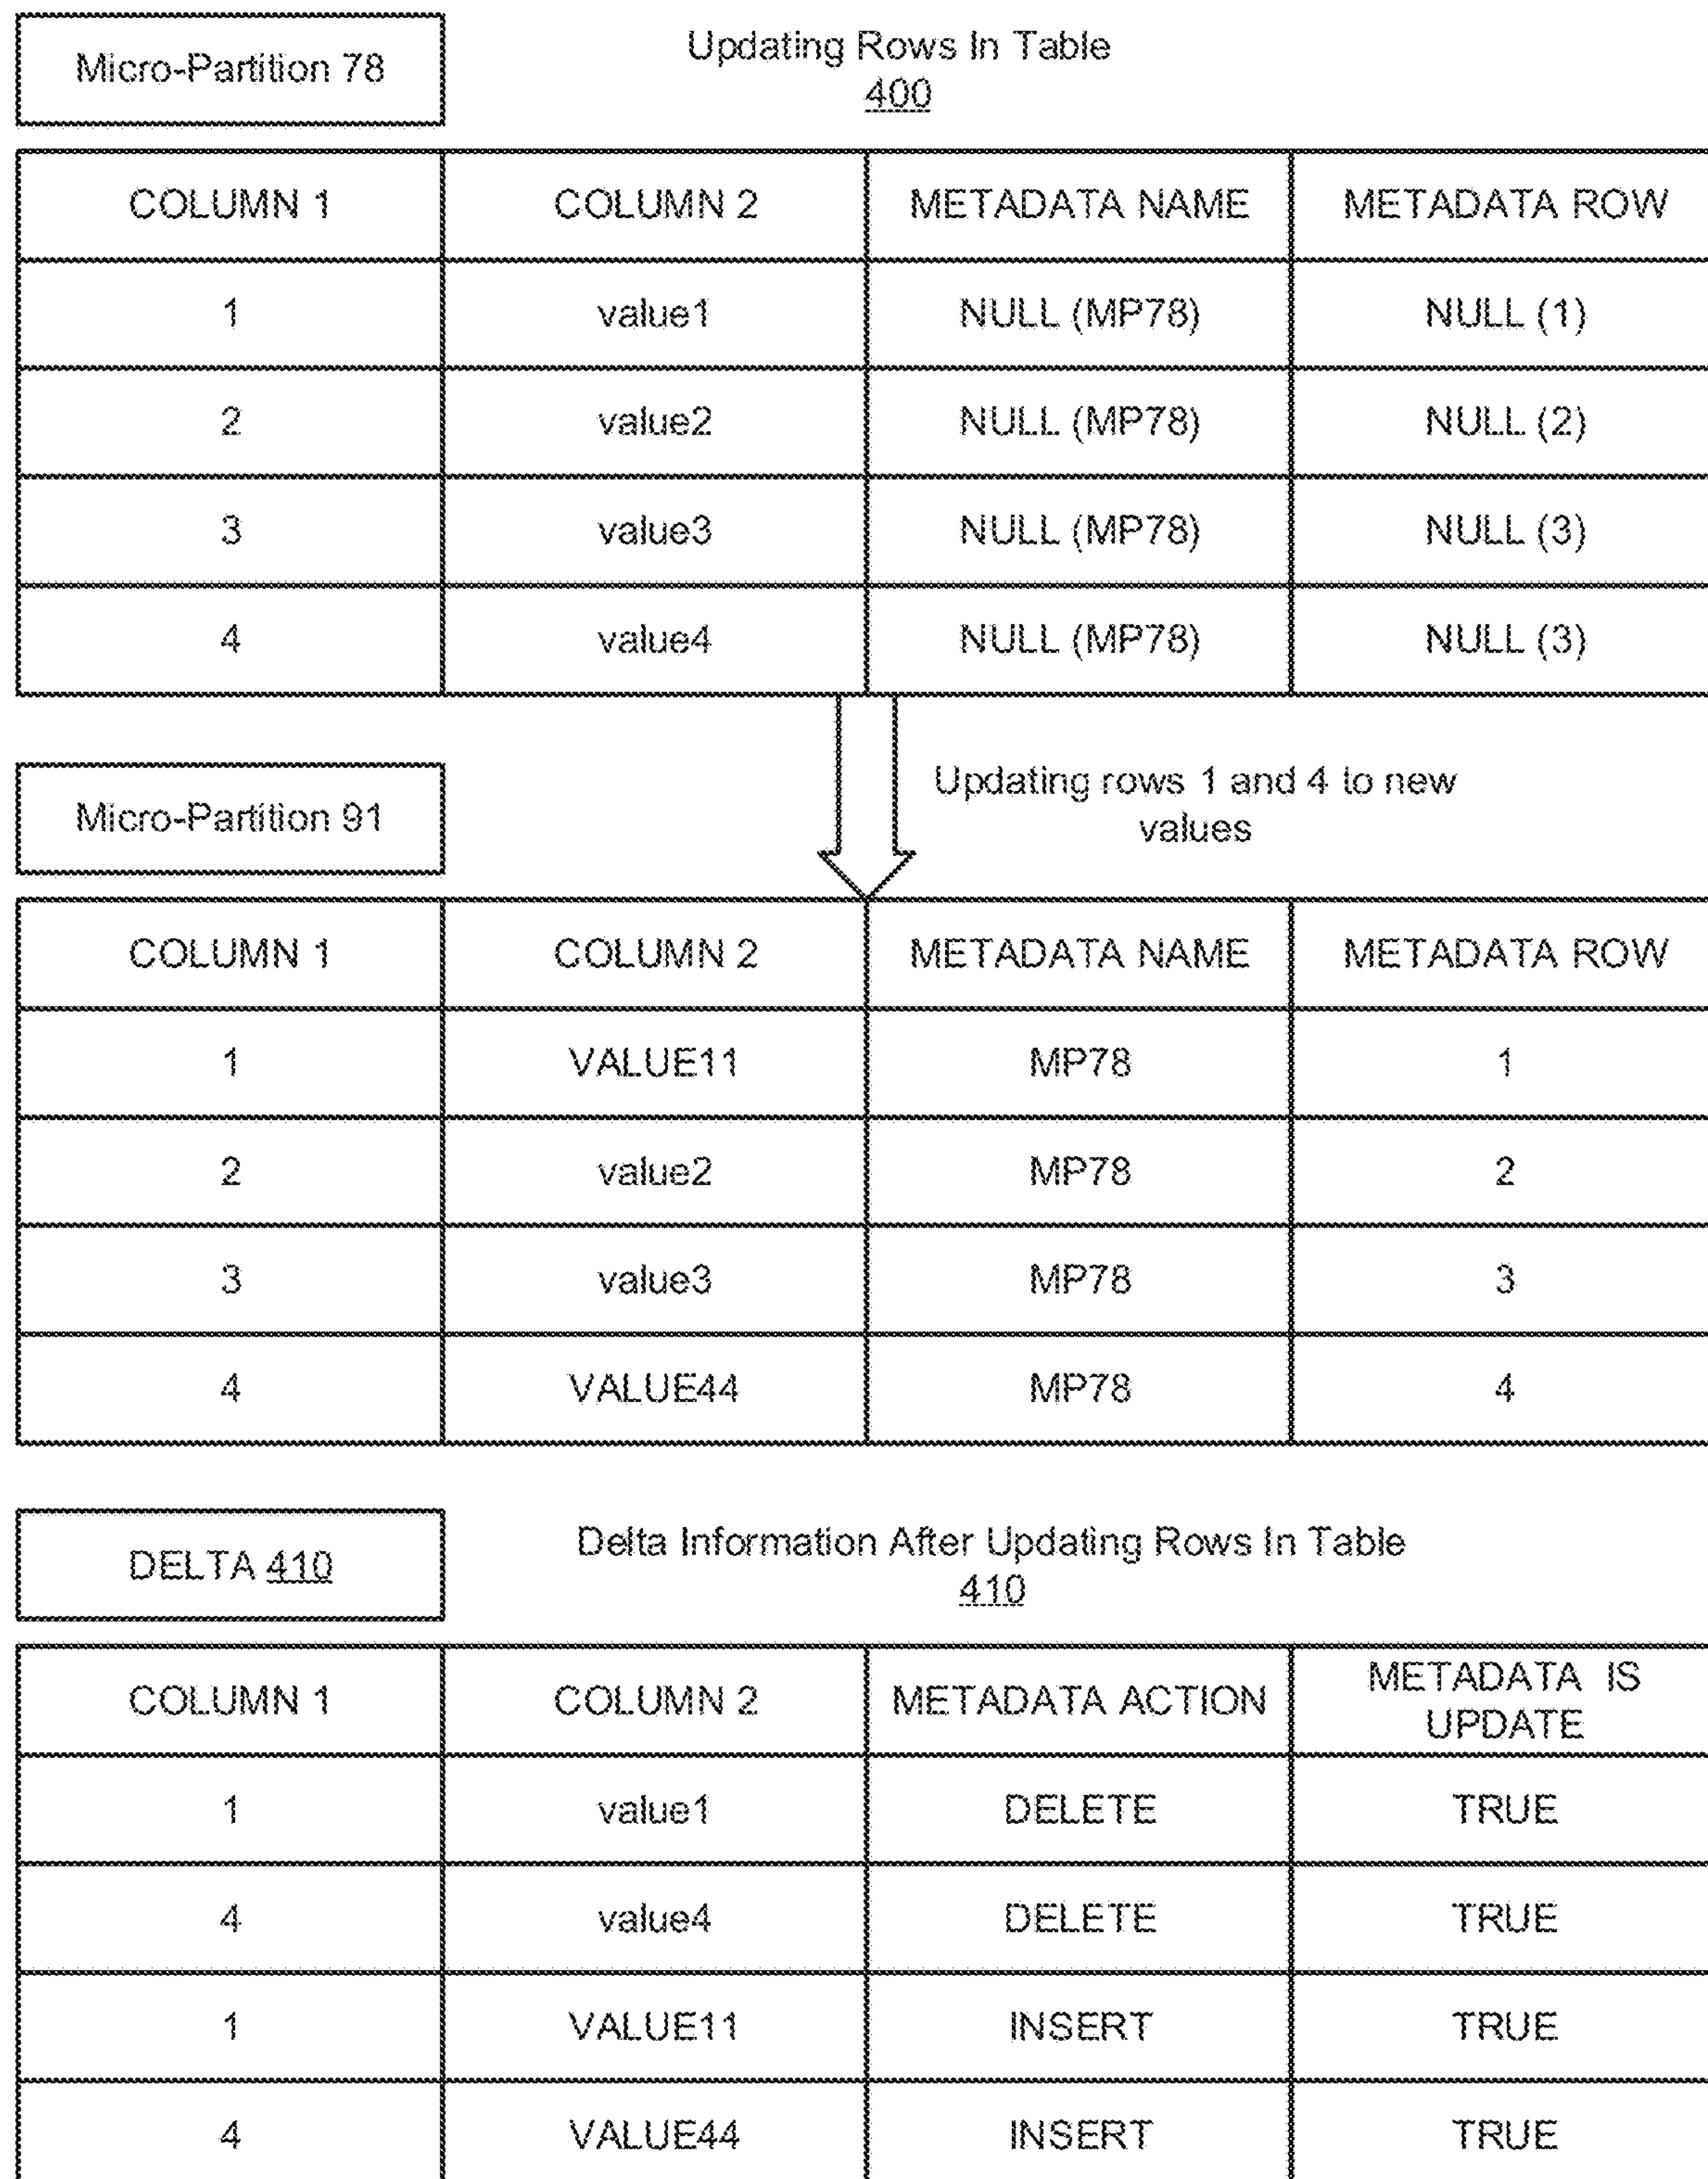 Micro-Partition 78
Updating Rows In Table
400
COLUMN 1 COLUMN 2 METADATA NAME METADATA ROW
1 value1 NULL (MP78) NULL (1)
2 value2 NULL (MP78) NULL (2)
3 value3 NULL (MP78) NULL (3)
4 value4 NULL (MP78) NULL (3)
Updating rows 1 and 4 to new
values
Micro-Partition 91
COLUMN 1 COLUMN 2 METADATA NAME METADATA ROW
1 VALUE11 MP78 1
2 value2 MP78 2
3 value3 MP78 3
4 VALUE44 MP78 4
DELTA 410
Delta Information After Updating Rows In Table
410
COLUMN 1 COLUMN 2 METADATA ACTION METADATA IS
UPDATE
1 value1 DELETE TRUE
4 value4 DELETE TRUE
1 VALUE11 INSERT TRUE
4 VALUE44 INSERT TRUE